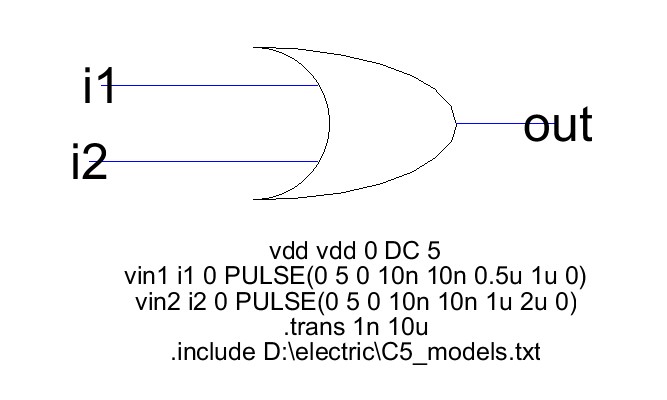 i1
i2
out
vdd vdd 0 DC 5
vin1 i1 0 PULSE(0 5 0 10n 10n 0.5u 1u 0)
vin2 i2 0 PULSE(0 5 0 10n 10n 1u 2u 0)
.trans 1n 10u
.include D:\electric\C5_models.txt